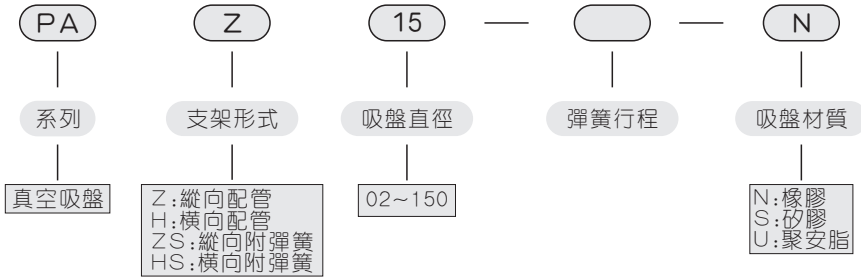 PA Z 15 — — N
系列 支架形式 吸盤直徑 彈簧行程 吸盤材質
真空吸盤
Z:縱向配管
H:橫向配管
ZS:縱向附彈簧
HS:橫向附彈簧
02~150
N:橡膠
S:矽膠
U:聚安脂